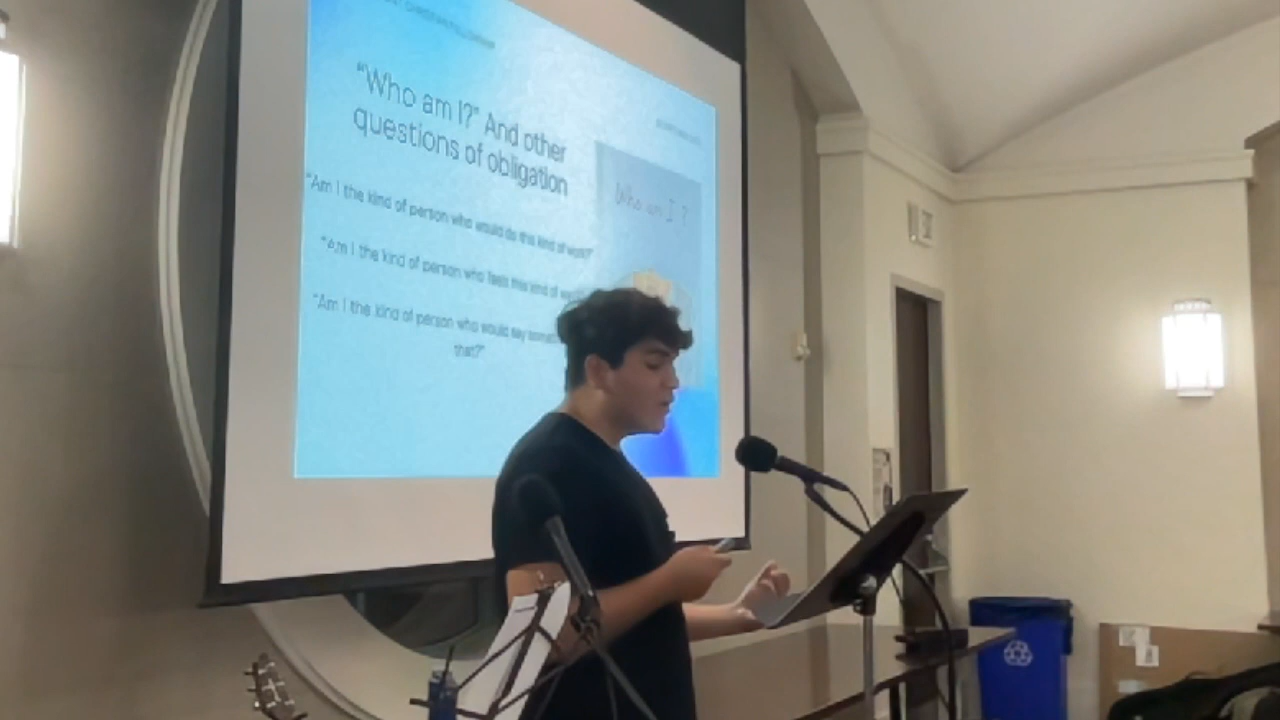 CHRISTIAN FELLOWSHIP
"Who am I?" And other
questions of obligation
Who am I ?
"Am I the kind of person who would do this kind of work?"
"Am I the kind of person who feels this kind of
"Am I the kind of person who would say
that?"